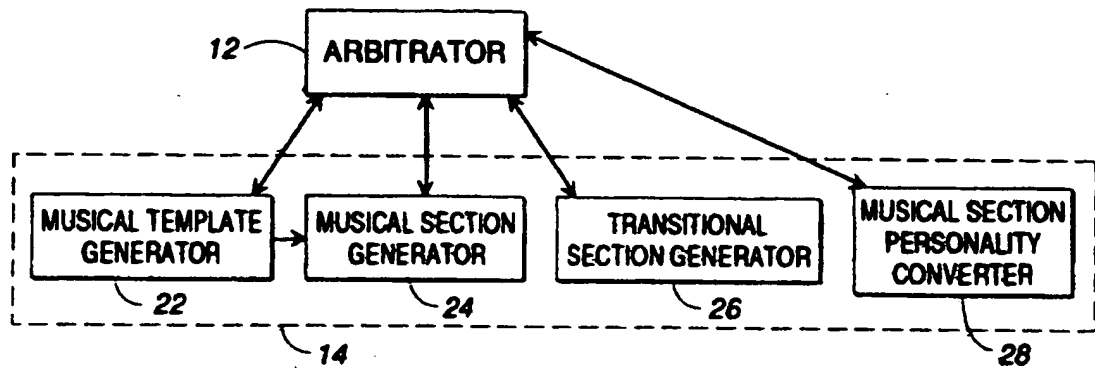 12
ARBITRATOR
MUSICAL TEMPLATE
GENERATOR
22
MUSICAL SECTION
GENERATOR
24
TRANSITIONAL
SECTION GENERATOR
26
MUSICAL SECTION
PERSONALITY
CONVERTER
28
14